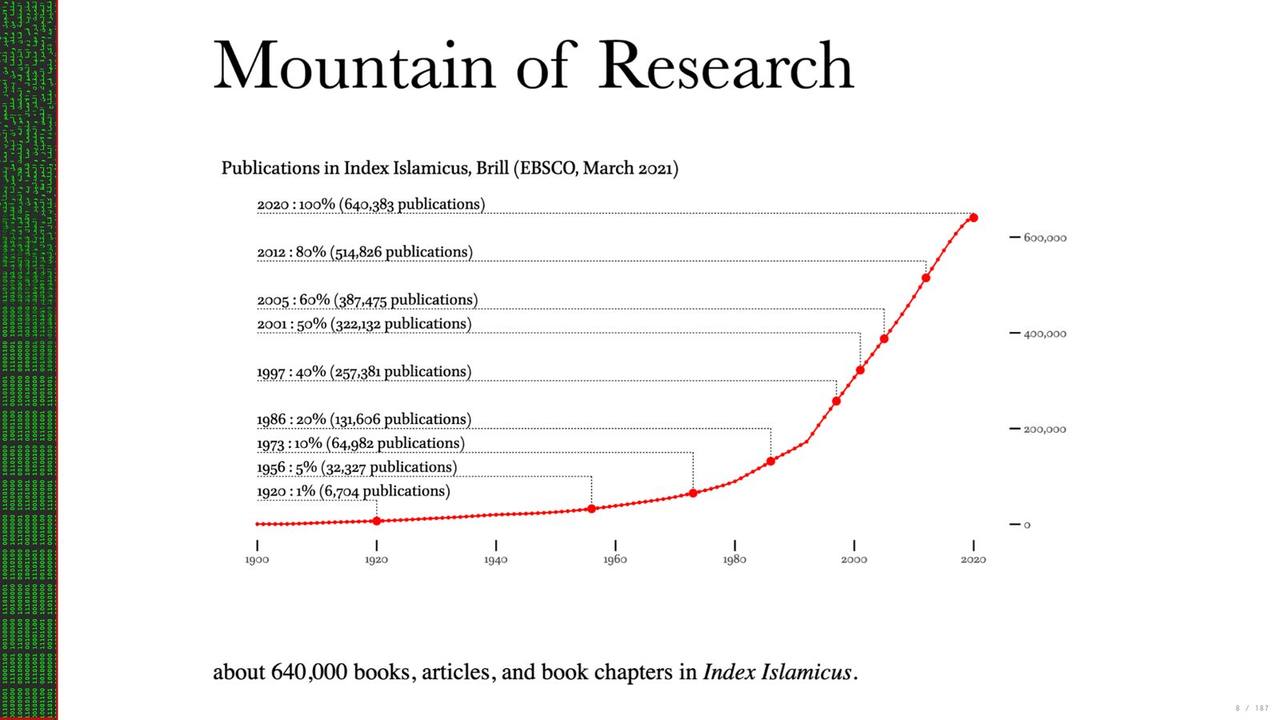 Mountain of Research
Publications in Index Islamicus, Brill (EBSCO, March 2021)
2020 : 100% (640,383 publications)
2012 : 80% (514,826 publications)
2005 : 60% (387,475 publications)
2001 : 50% (322,132 publications)
1997 : 40% (257,381 publications)
1986 : 20% (131,606 publications)
1973 : 10% (64,982 publications)
1956 : 5% (32,327 publications)
1920 : 1% (6,704 publications)
600,000
400,000
200,000
0
1900 1920 1940 1960 1980 2000 2020
about 640,000 books, articles, and book chapters in Index Islamicus.
8 / 187